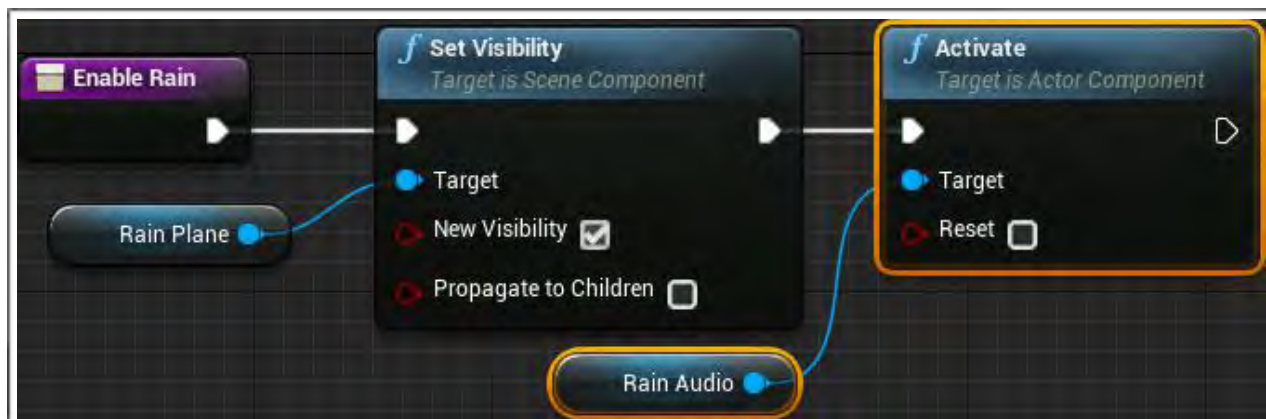 Enable Rain
Rain Plane
f Set Visibility
Target is Scene Component
Target
New Visibility
Propagate to Children
Rain Audio
f Activate
Target is Actor Component
Target
Reset